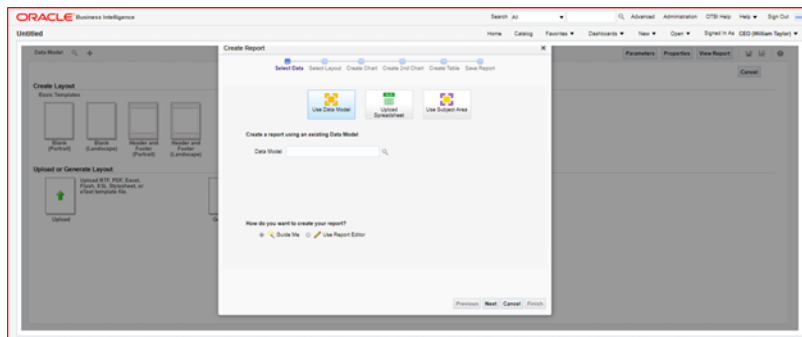 ORACLE Business Intelligence
Search All Advanced Administration OTBI Help Help Sign Out
Untitled
Home Catalog Favorites Dashboards New Open Signed In As CEO (William Taylor)
Data Model
Parameters Properties View Report
Cancel
Create Layout
Basic Templates
Blank (Portrait)
Blank (Landscape)
Header and Footer (Portrait)
Header and Footer (Landscape)
Upload or Generate Layout
Upload RTF, PDF, Excel,
Flash, XSL Stylesheet, or
eText template file.
Upload
Create Report
Select Data Select Layout Create Chart Create 2nd Chart Create Table Save Report
Use Data Model
Upload Spreadsheet
Use Subject Area
Create a report using an existing Data Model
Data Model
How do you want to create your report?
Guide Me Use Report Editor
Previous Next Cancel Finish